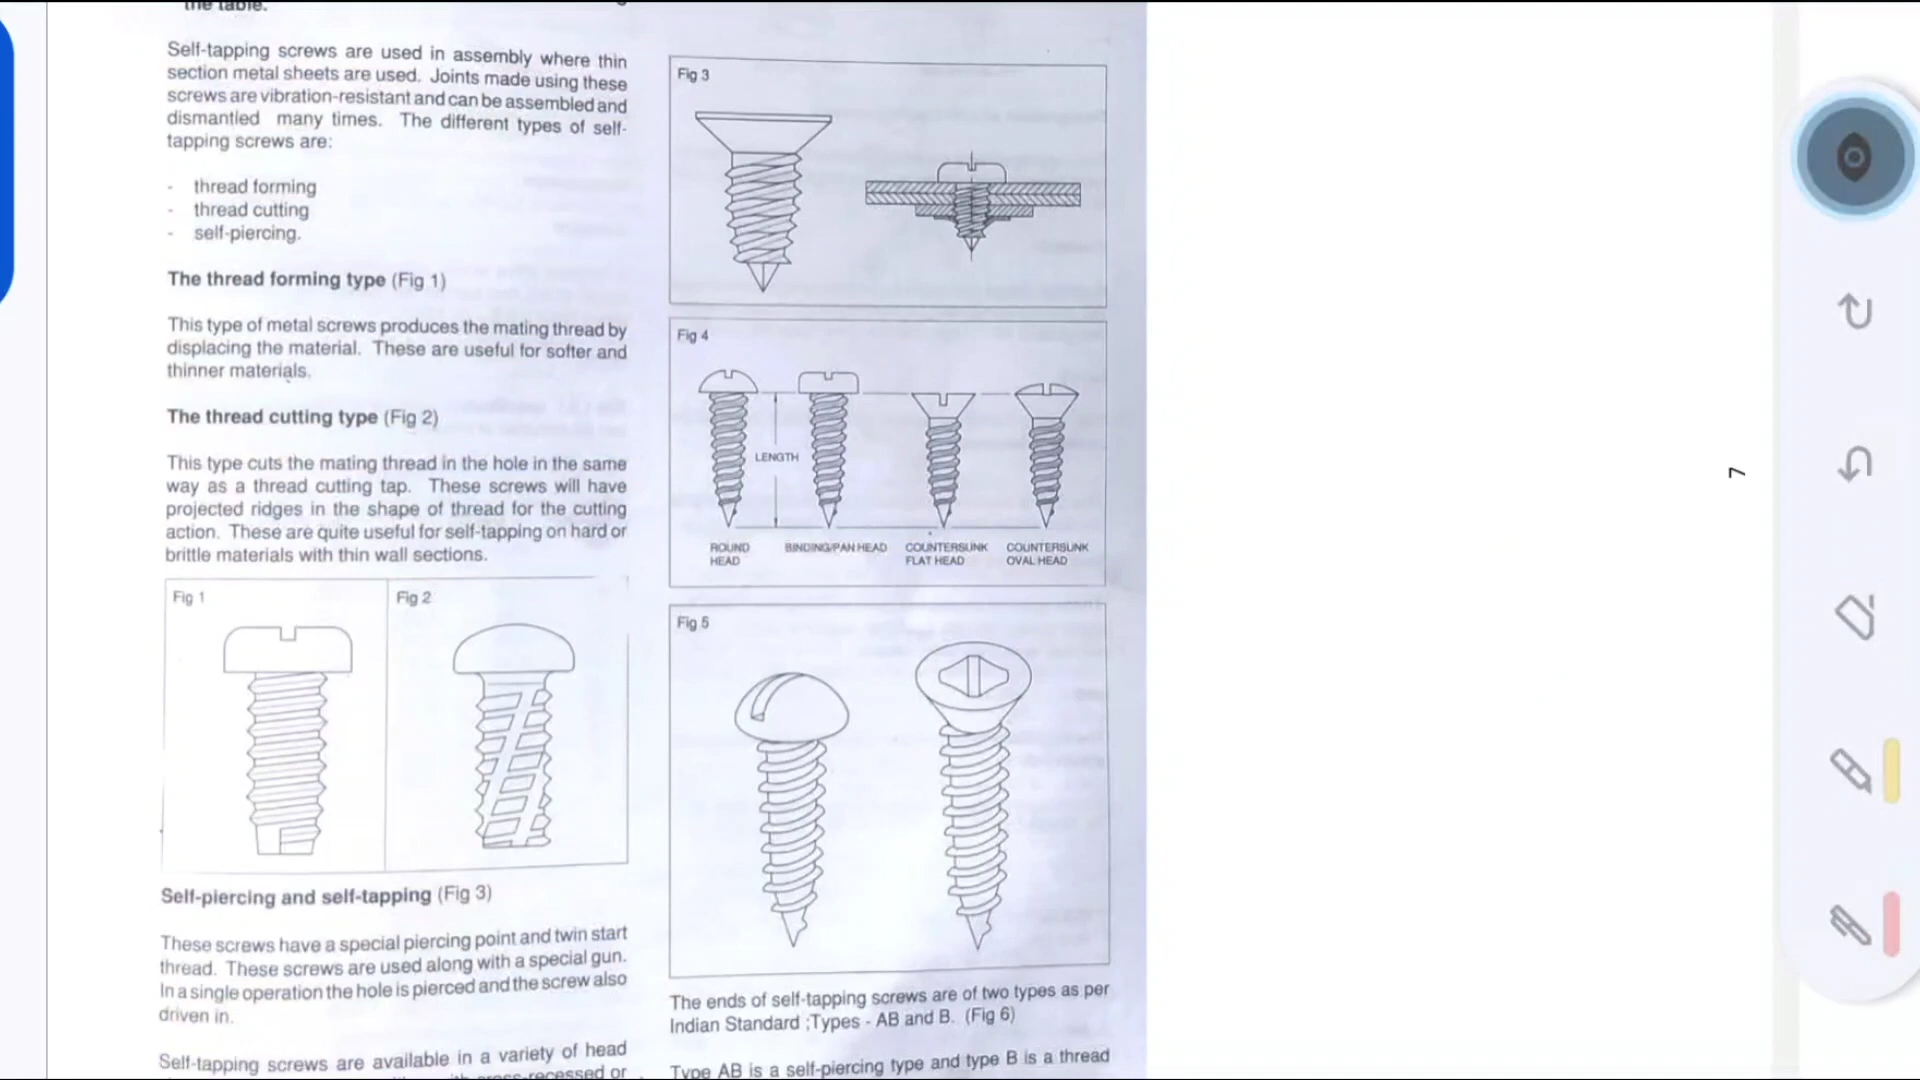 the table.
Self-tapping screws are used in assembly where thin
section metal sheets are used. Joints made using these
screws are vibration-resistant and can be assembled and
dismantled many times. The different types of self-
tapping screws are:
- thread forming
- thread cutting
- self-piercing.
The thread forming type (Fig 1)
This type of metal screws produces the mating thread by
displacing the material. These are useful for softer and
thinner materials.
The thread cutting type (Fig 2)
This type cuts the mating thread in the hole in the same
way as a thread cutting tap. These screws will have
projected ridges in the shape of thread for the cutting
action. These are quite useful for self-tapping on hard or
brittle materials with thin wall sections.
Fig 1
Fig 2
Self-piercing and self-tapping (Fig 3)
These screws have a special piercing point and twin start
thread. These screws are used along with a special gun.
In a single operation the hole is pierced and the screw also
driven in.
Self-tapping screws are available in a variety of head
cross-recessed or
Fig 3
Fig 4
LENGTH
ROUND
HEAD
BINDING/PAN HEAD
COUNTERSUNK
FLAT HEAD
COUNTERSUNK
OVAL HEAD
Fig 5
The ends of self-tapping screws are of two types as per
Indian Standard ;Types - AB and B. (Fig 6)
Type AB is a self-piercing type and type B is a thread
7